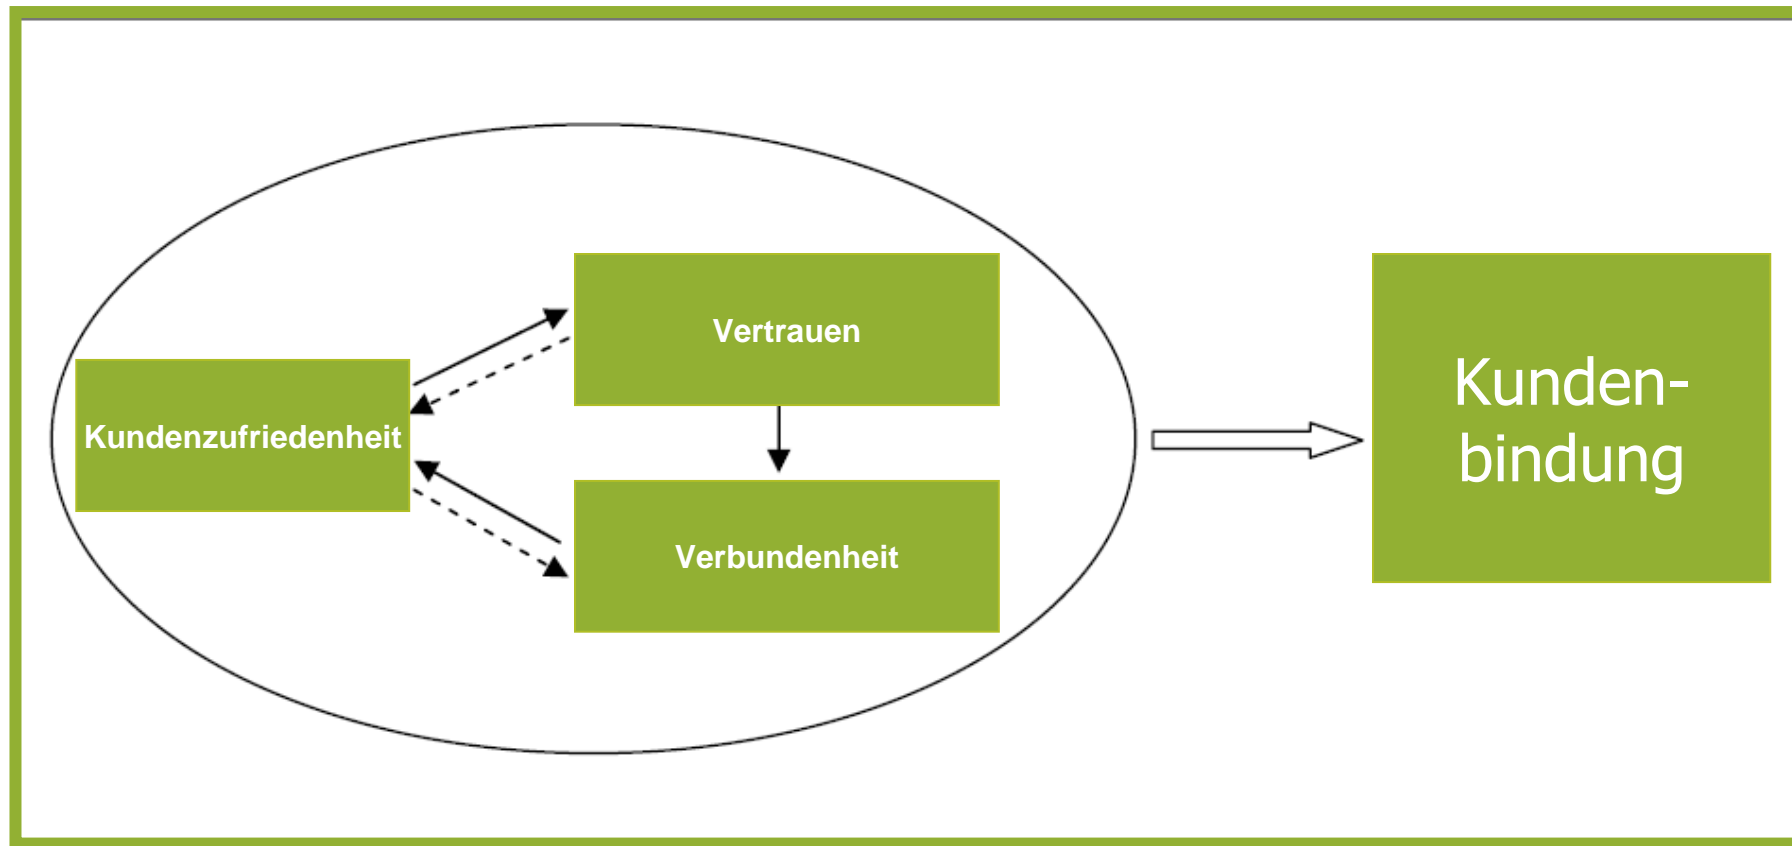 Vertrauen
Kundenzufriedenheit
Verbundenheit
Kunden-
bindung